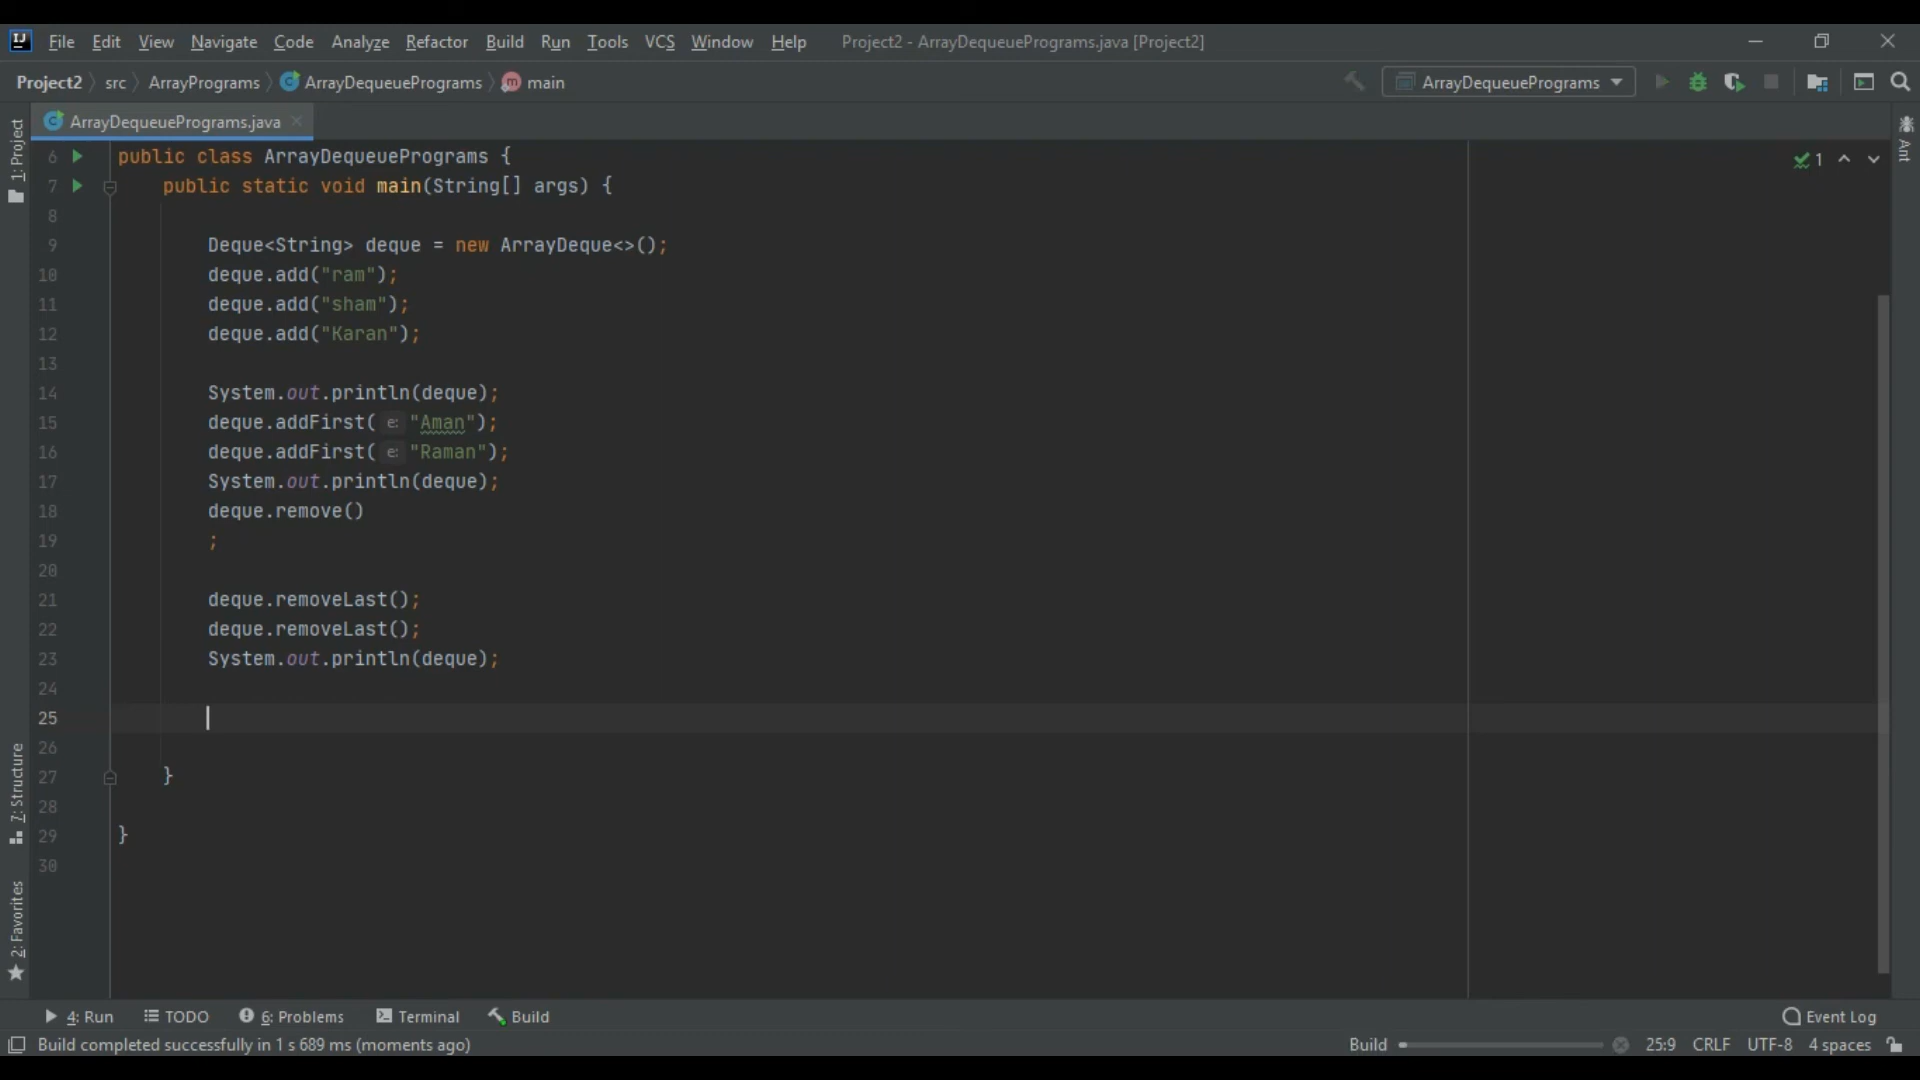 File Edit View Navigate Code Analyze Refactor Build Run Tools VCS Window Help Project2 - ArrayDequeuePrograms.java [Project2]
Project2 src ArrayPrograms ArrayDequeuePrograms m main ArrayDequeuePrograms
ArrayDequeuePrograms.java
1: Project
Ant
1
6 public class ArrayDequeuePrograms {
7 public static void main(String[] args) {
8
9 Deque<String> deque = new ArrayDeque<>();
10 deque.add("ram");
11 deque.add("sham");
12 deque.add("Karan");
13
14 System.out.println(deque);
15 deque.addFirst( e: "Aman");
16 deque.addFirst( e: "Raman");
17 System.out.println(deque);
18 deque.remove()
19 ;
20
21 deque.removeLast();
22 deque.removeLast();
23 System.out.println(deque);
24
25
26
27 }
28
29 }
30
7: Structure
2: Favorites
4: Run TODO 6: Problems Terminal Build Event Log
Build completed successfully in 1 s 689 ms (moments ago) Build 25:9 CRLF UTF-8 4 spaces